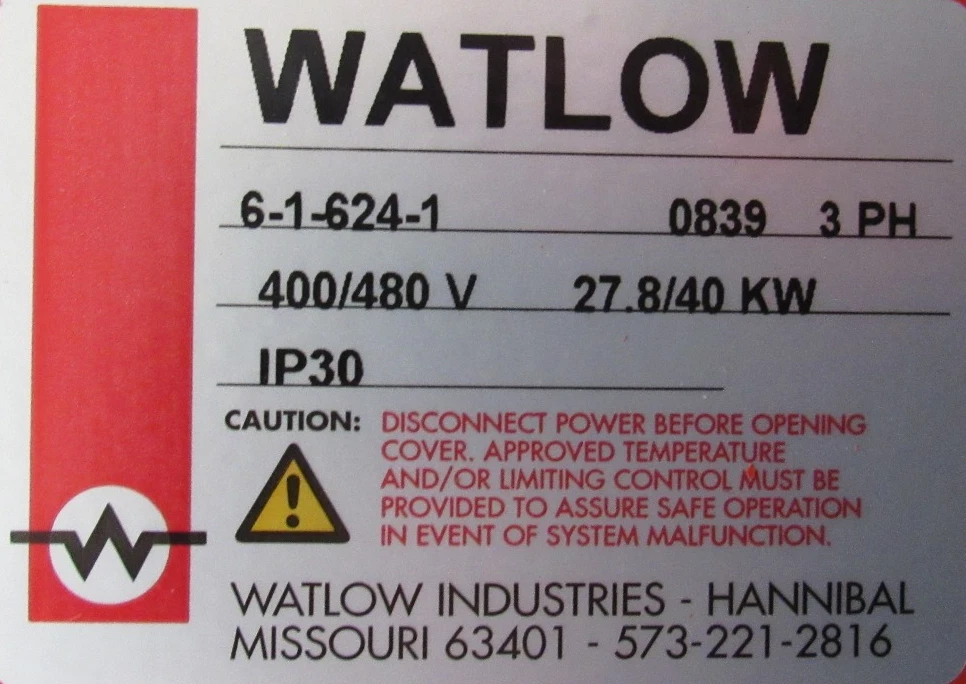 WATLOW
6-1-624-1 0839 3 PH
400/480 V 27.8/40 KW
IP30
CAUTION: DISCONNECT POWER BEFORE OPENING
COVER. APPROVED TEMPERATURE
AND/OR LIMITING CONTROL MUST BE
PROVIDED TO ASSURE SAFE OPERATION
IN EVENT OF SYSTEM MALFUNCTION.
WATLOW INDUSTRIES - HANNIBAL
MISSOURI 63401 - 573-221-2816